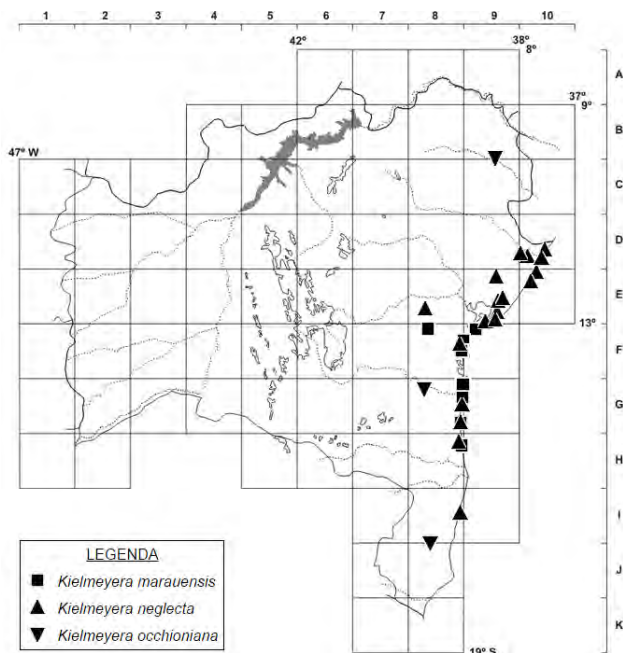 1 2 3 4 5 6 7 8 9 10
42° 38°
8°
A
37°
9°
B
47° W
C
D
E
13°
F
G
H
I
J
K
19° S
LEGENDA
Kielmeyera marauensis
Kielmeyera neglecta
Kielmeyera occhioniana